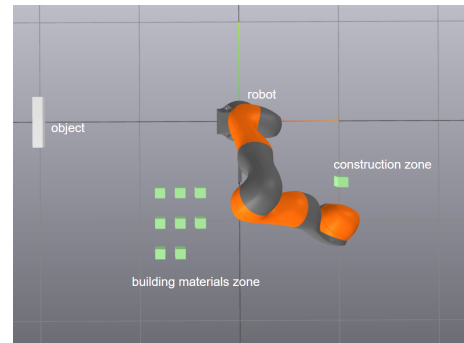 robot
object
construction zone
building materials zone